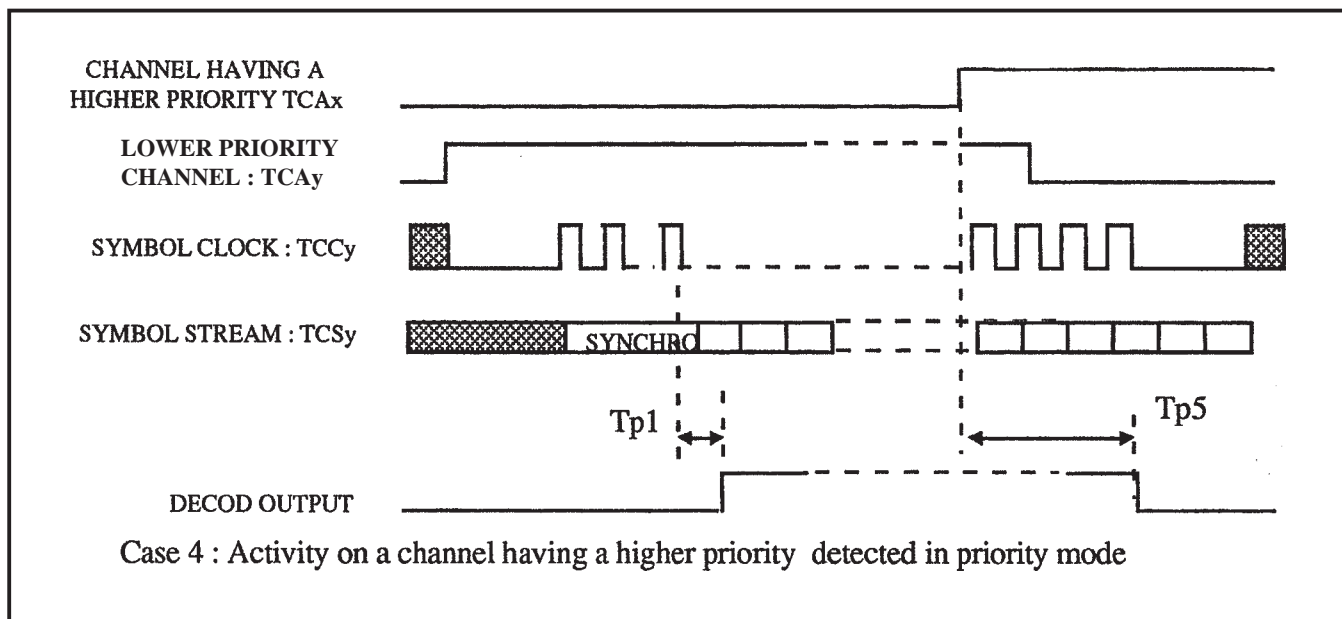 CHANNEL HAVING A
HIGHER PRIORITY TCAx
LOWER PRIORITY
CHANNEL : TCAy
SYMBOL CLOCK : TCCy
SYMBOL STREAM : TCSy
SYNCHRO
Tp1
Tp5
DECOD OUTPUT
Case 4 : Activity on a channel having a higher priority detected in priority mode